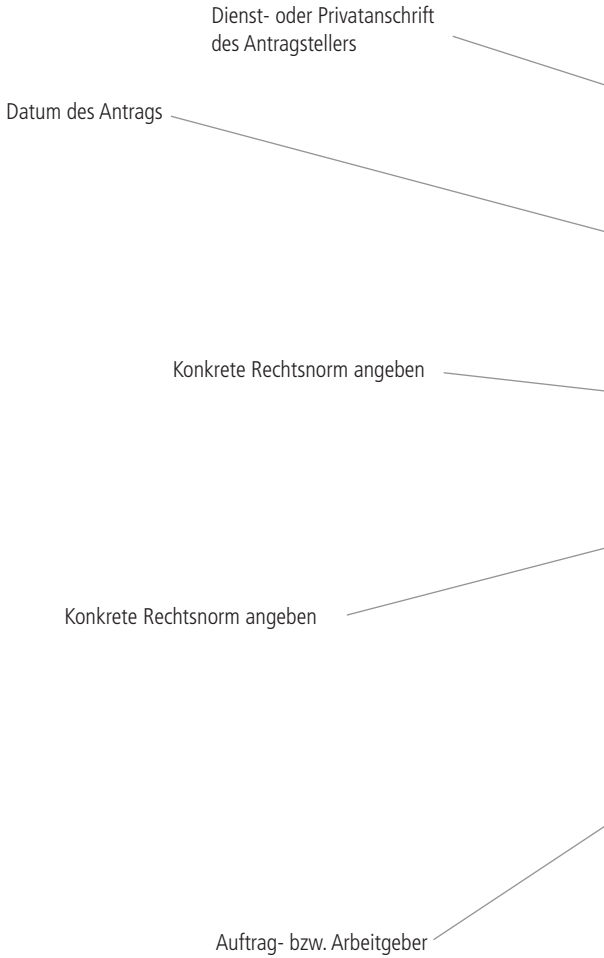 Dienst- oder Privatanschrift
des Antragstellers
Datum des Antrags
Konkrete Rechtsnorm angeben
Konkrete Rechtsnorm angeben
Auftrag- bzw. Arbeitgeber